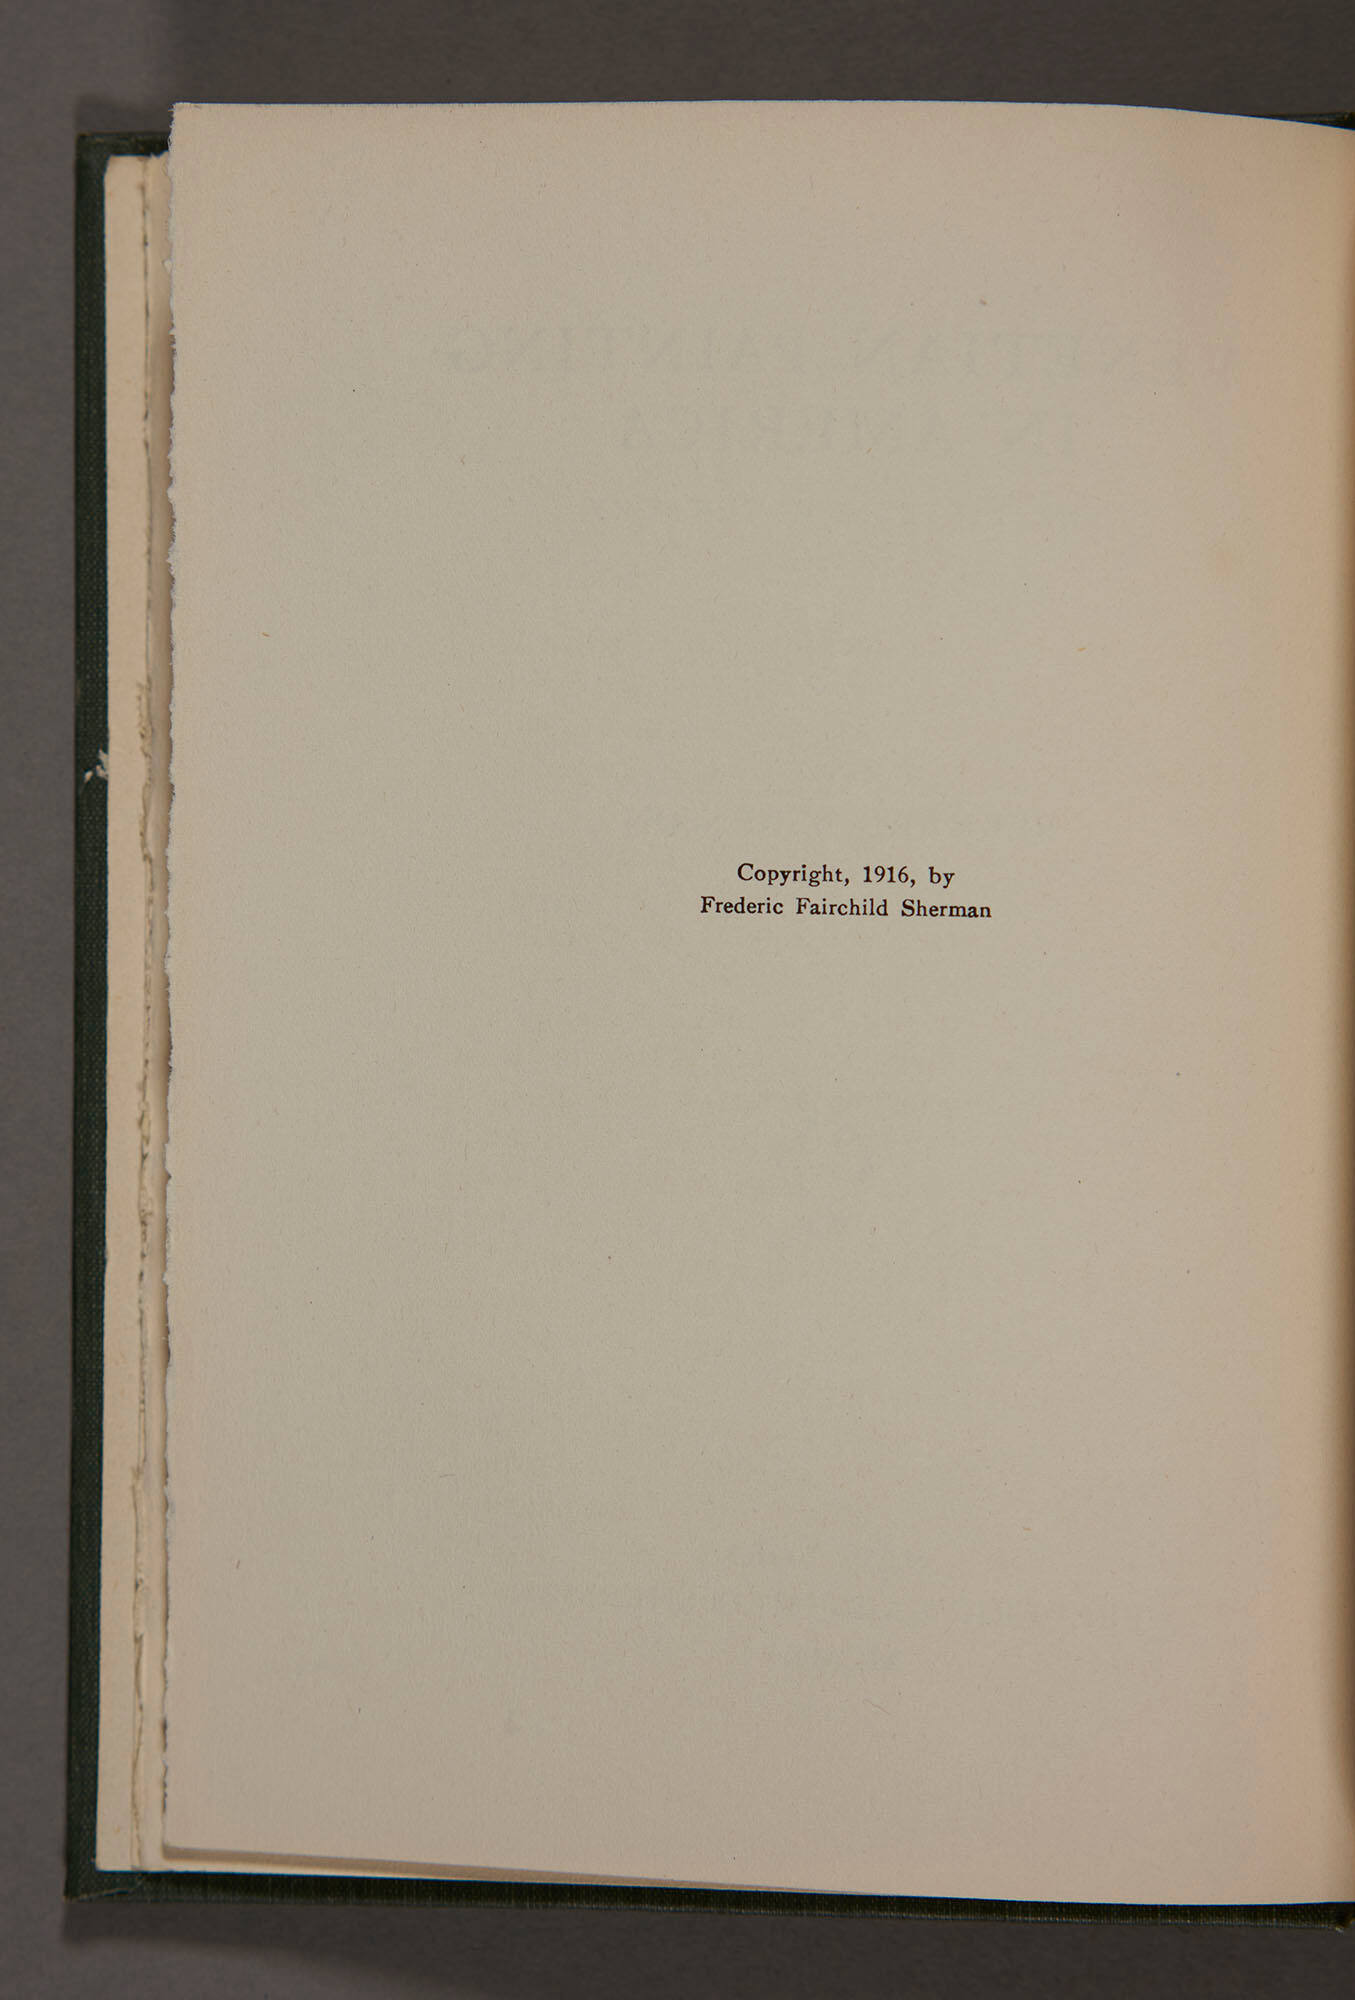 Copyright, 1916, by
Frederic Fairchild Sherman